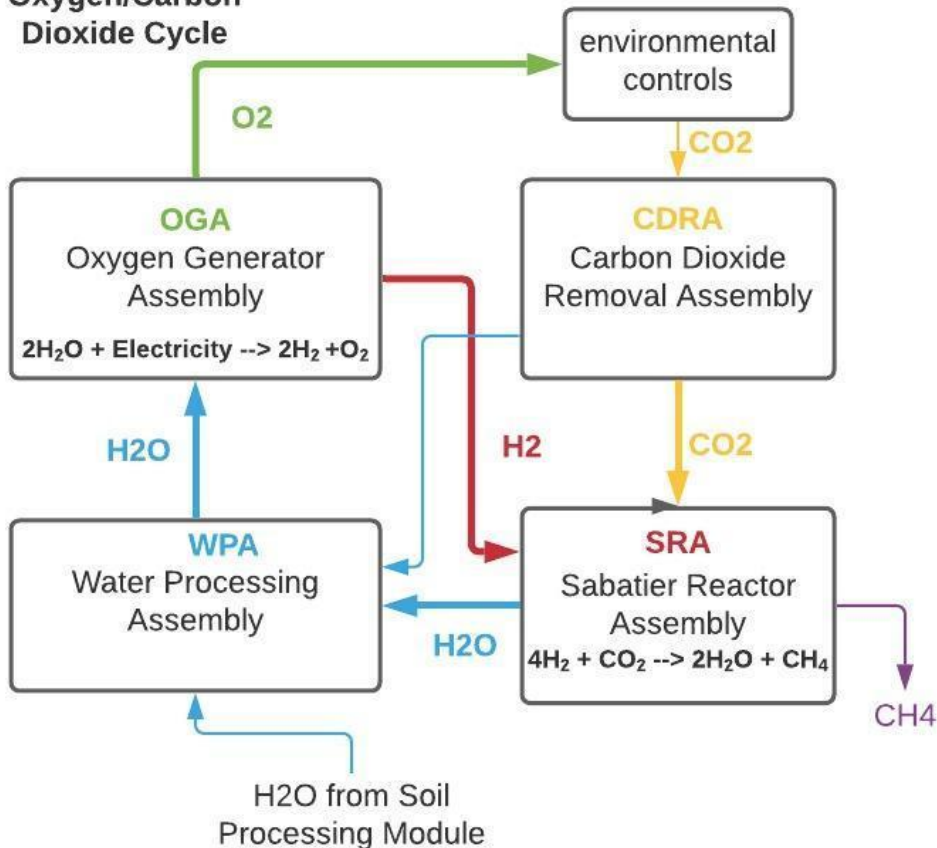 Oxygen/Carbon
Dioxide Cycle
environmental
controls
O2
CO2
OGA
Oxygen Generator
Assembly
2H₂O + Electricity --> 2H₂ +O₂
CDRA
Carbon Dioxide
Removal Assembly
H2O
H2
CO2
WPA
Water Processing
Assembly
SRA
Sabatier Reactor
Assembly
4H₂ + CO₂ --> 2H₂O + CH₄
H2O
CH4
H2O from Soil
Processing Module